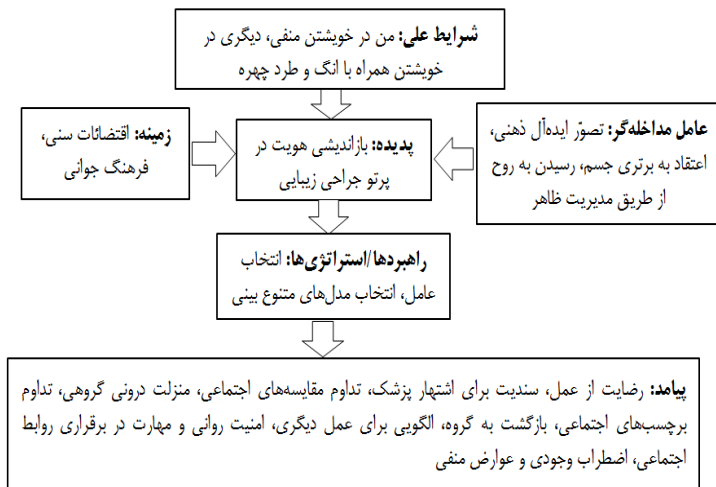 شرایط علی: من در خویشتن منفی، دیگری در
خویشتن همراه با انگ و طرد چهره
زمینه: اقتضائات سنی،
فرهنگ جوانی
پدیده: بازاندیشی هویت در
پرتو جراحی زیبایی
عامل مداخله‌گر: تصوّر ایده‌آل ذهنی،
اعتقاد به برتری جسم، رسیدن به روح
از طریق مدیریت ظاهر
راهبردها/استراتژی‌ها: انتخاب
عامل، انتخاب مدل‌های متنوع بینی
پیامد: رضایت از عمل، سندیت برای اشتهار پزشک، تداوم مقایسه‌های اجتماعی، منزلت درونی گروهی، تداوم
برچسب‌های اجتماعی، بازگشت به گروه، الگویی برای عمل دیگری، امنیت روانی و مهارت در برقراری روابط
اجتماعی، اضطراب وجودی و عوارض منفی